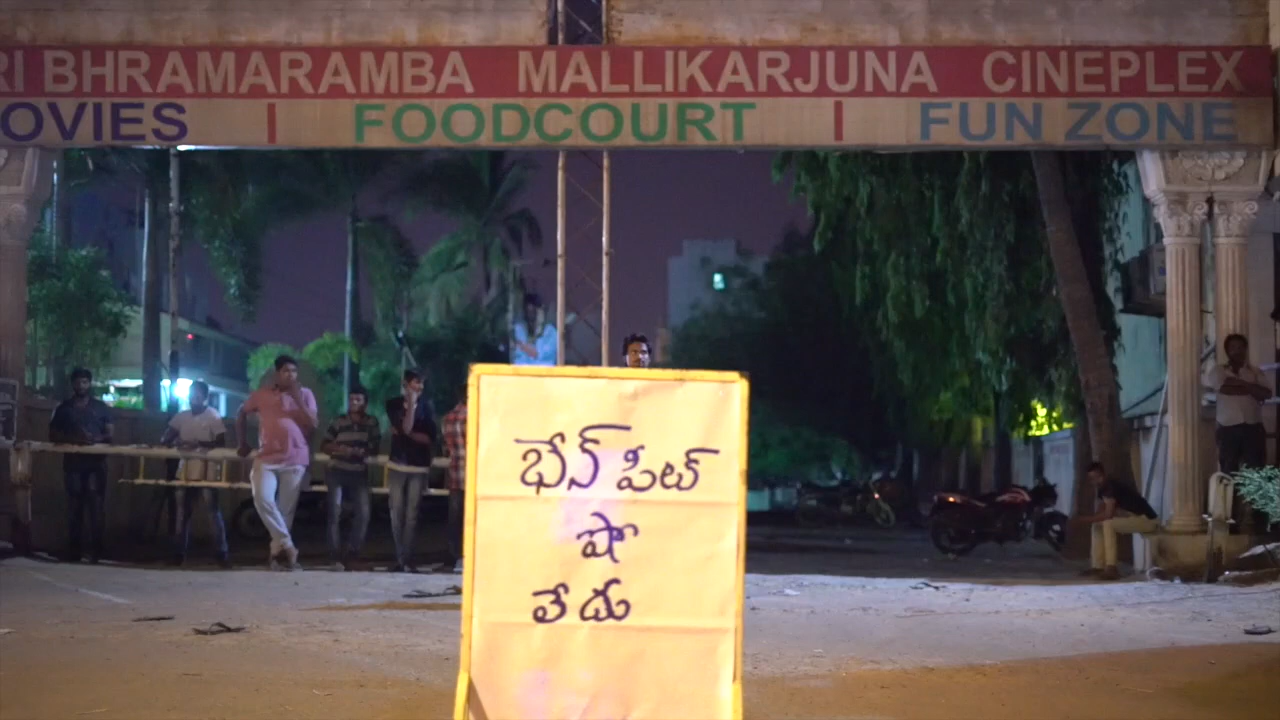 RI BHRAMARAMBA MALLIKARJUNA CINEPLEX
OVIES | FOODCOURT | FUN ZONE
భేన్ పీట్
షో
లేదు